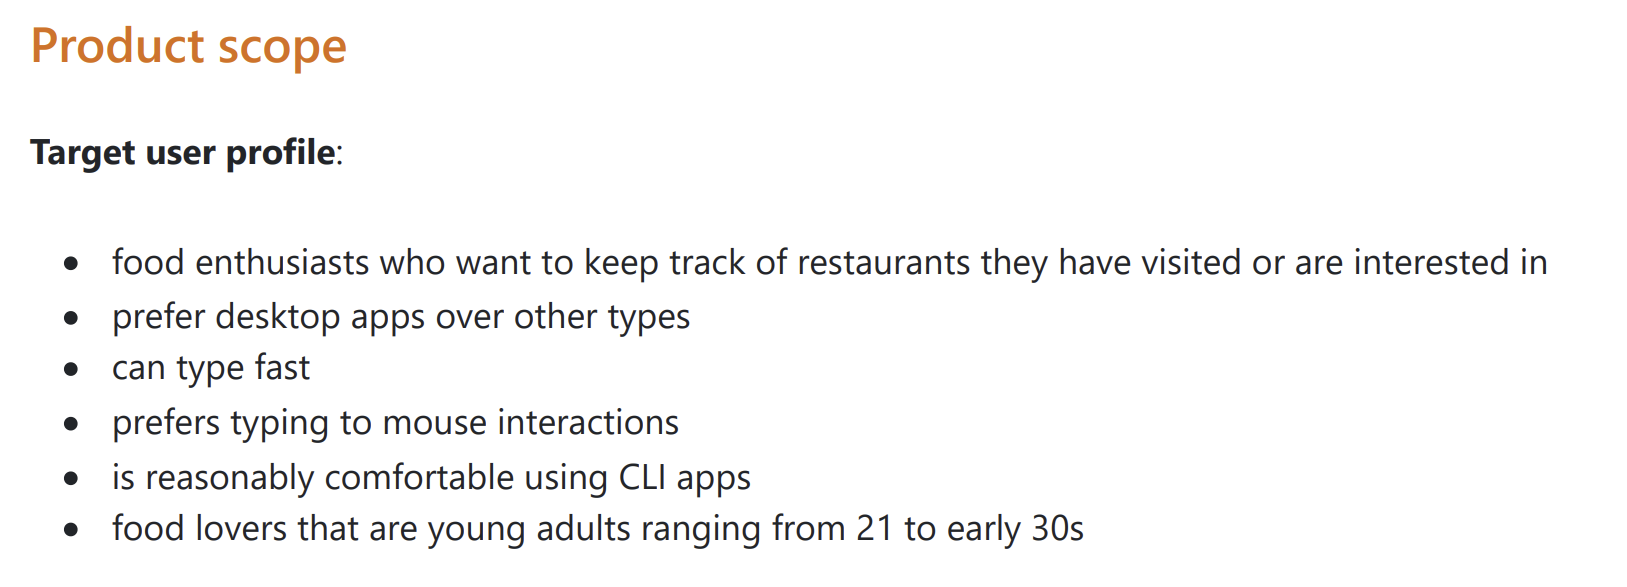 Product scope
Target user profile:
• food enthusiasts who want to keep track of restaurants they have visited or are interested in
• prefer desktop apps over other types
• can type fast
• prefers typing to mouse interactions
• is reasonably comfortable using CLI apps
• food lovers that are young adults ranging from 21 to early 30s